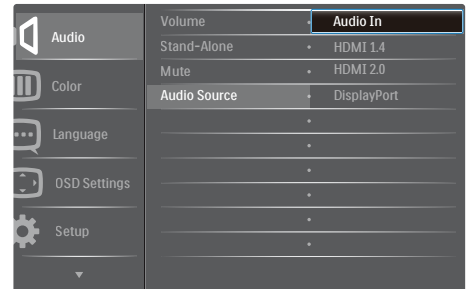 Audio
Color
Language
OSD Settings
Setup
Volume
Stand-Alone
Mute
Audio Source
Audio In
HDMI 1.4
HDMI 2.0
DisplayPort